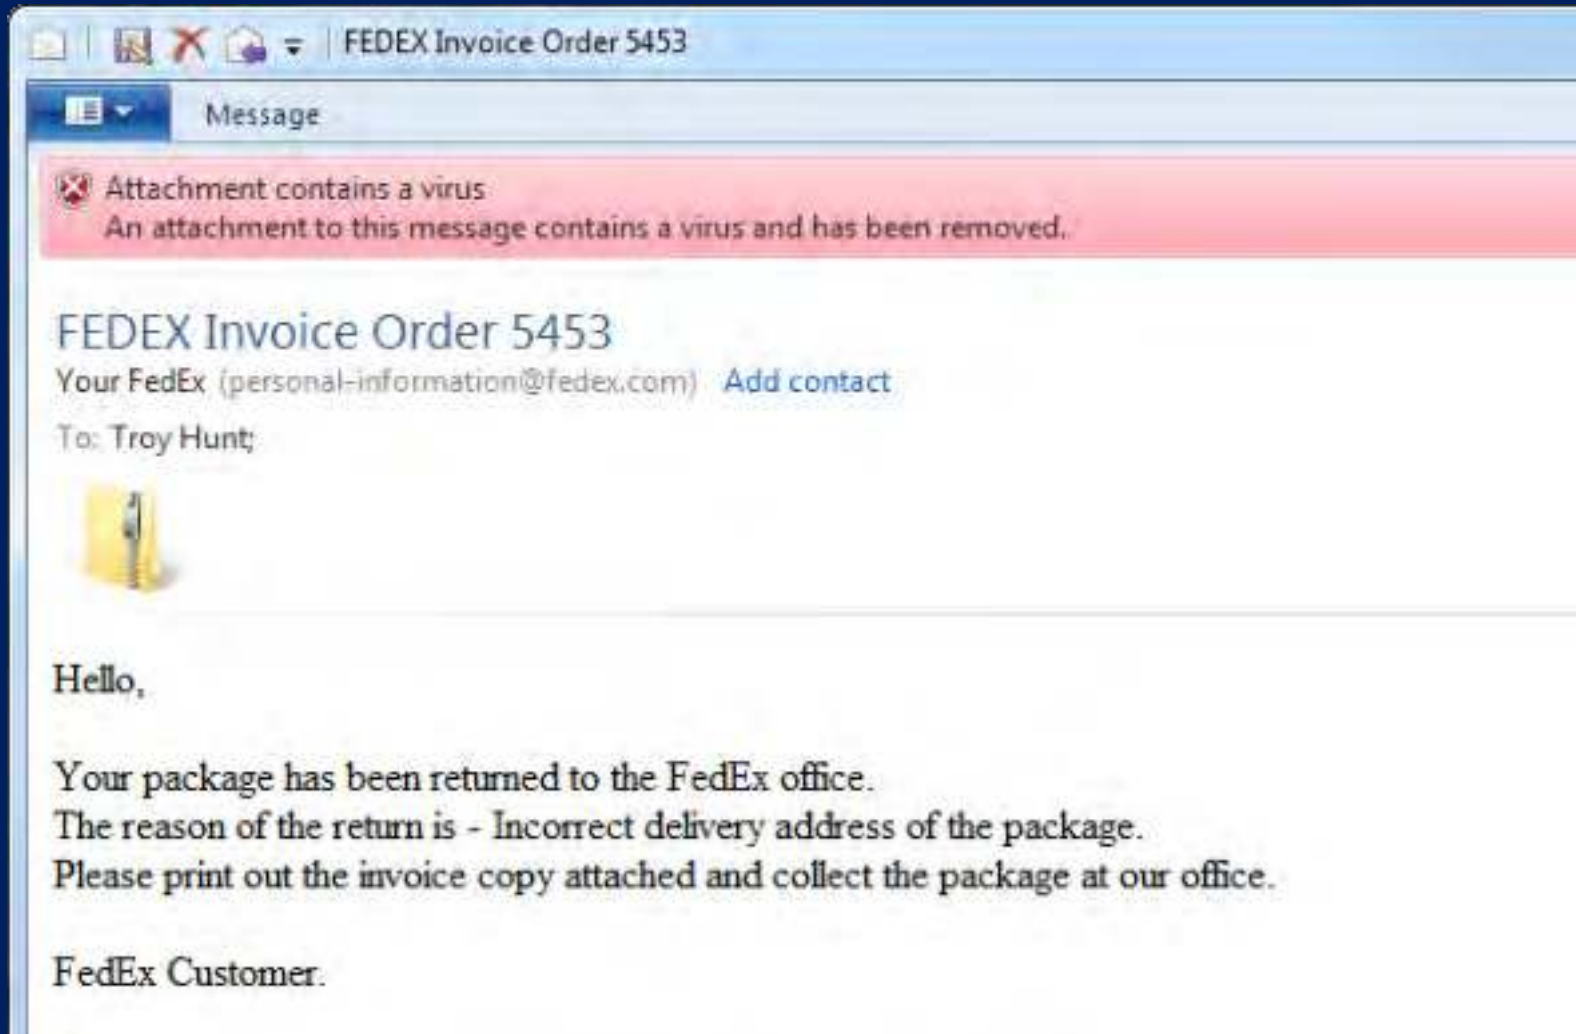 FEDEX Invoice Order 5453
Message
Attachment contains a virus
An attachment to this message contains a virus and has been removed.
FEDEX Invoice Order 5453
Your FedEx (personal-information@fedex.com) Add contact
To: Troy Hunt;
Hello,
Your package has been returned to the FedEx office.
The reason of the return is - Incorrect delivery address of the package.
Please print out the invoice copy attached and collect the package at our office.
FedEx Customer.